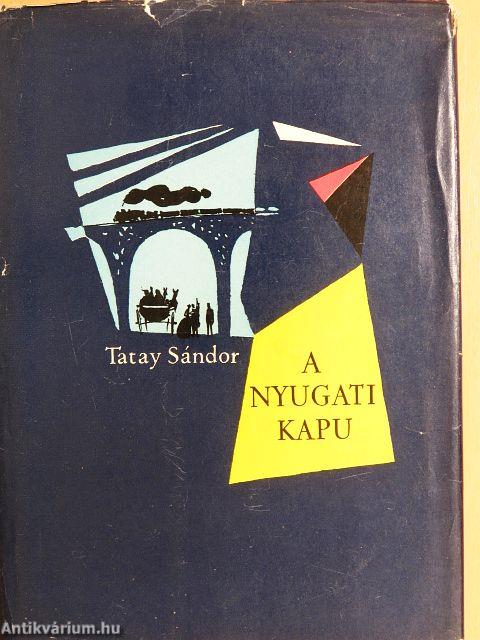 Tatay Sándor
A
NYUGATI
KAPU
Antikvárium.hu